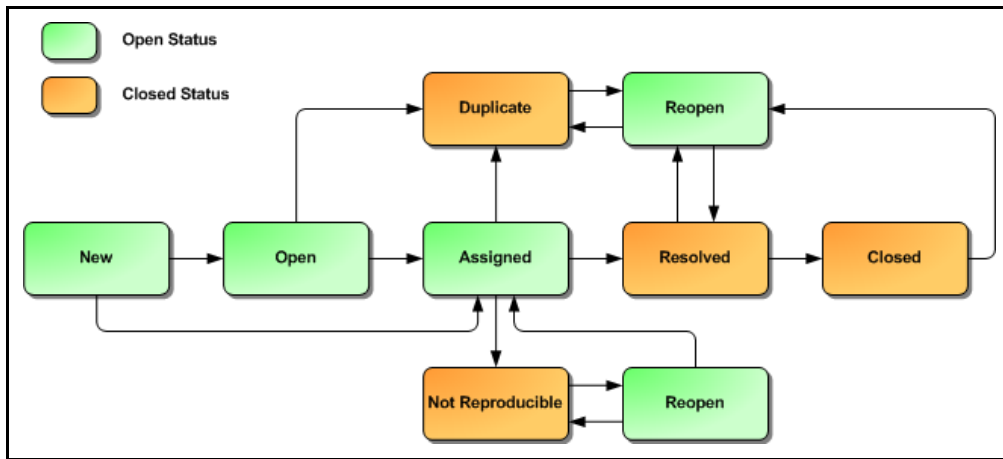 Open Status
Closed Status
Duplicate
Reopen
New
Open
Assigned
Resolved
Closed
Not Reproducible
Reopen